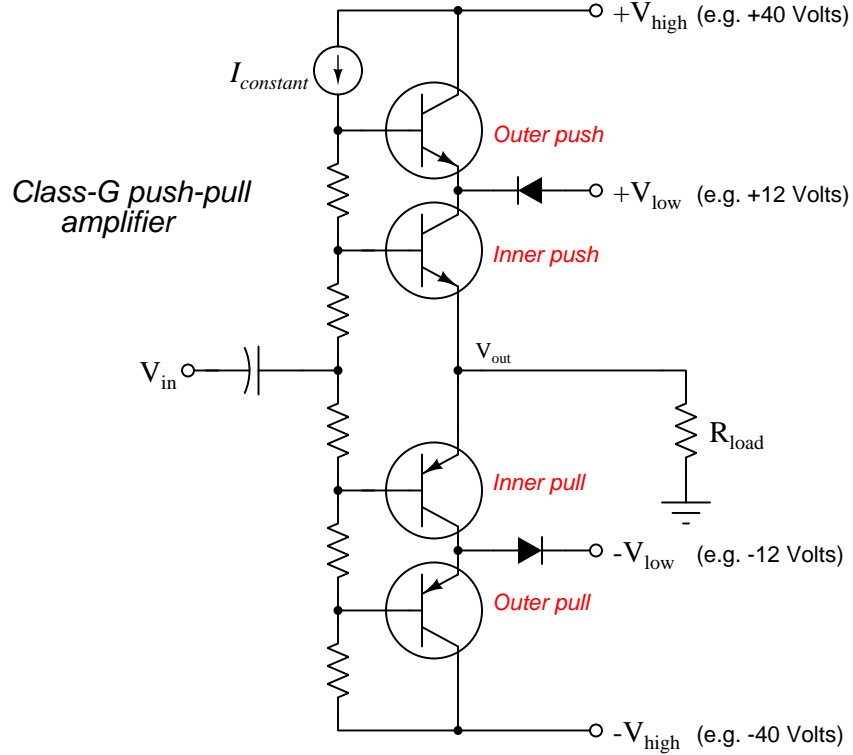 +Vhigh (e.g. +40 Volts)
Iconstant
Outer push
Class-G push-pull
amplifier
+Vlow (e.g. +12 Volts)
Inner push
Vin
Vout
Rload
Inner pull
-Vlow (e.g. -12 Volts)
Outer pull
-Vhigh (e.g. -40 Volts)